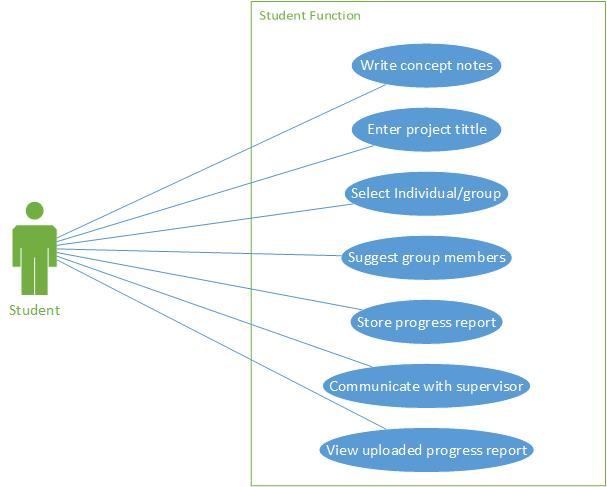 Student Function
Write concept notes
Enter project tittle
Select Individual/group
Suggest group members
Student
Store progress report
Communicate with supervisor
View uploaded progress report